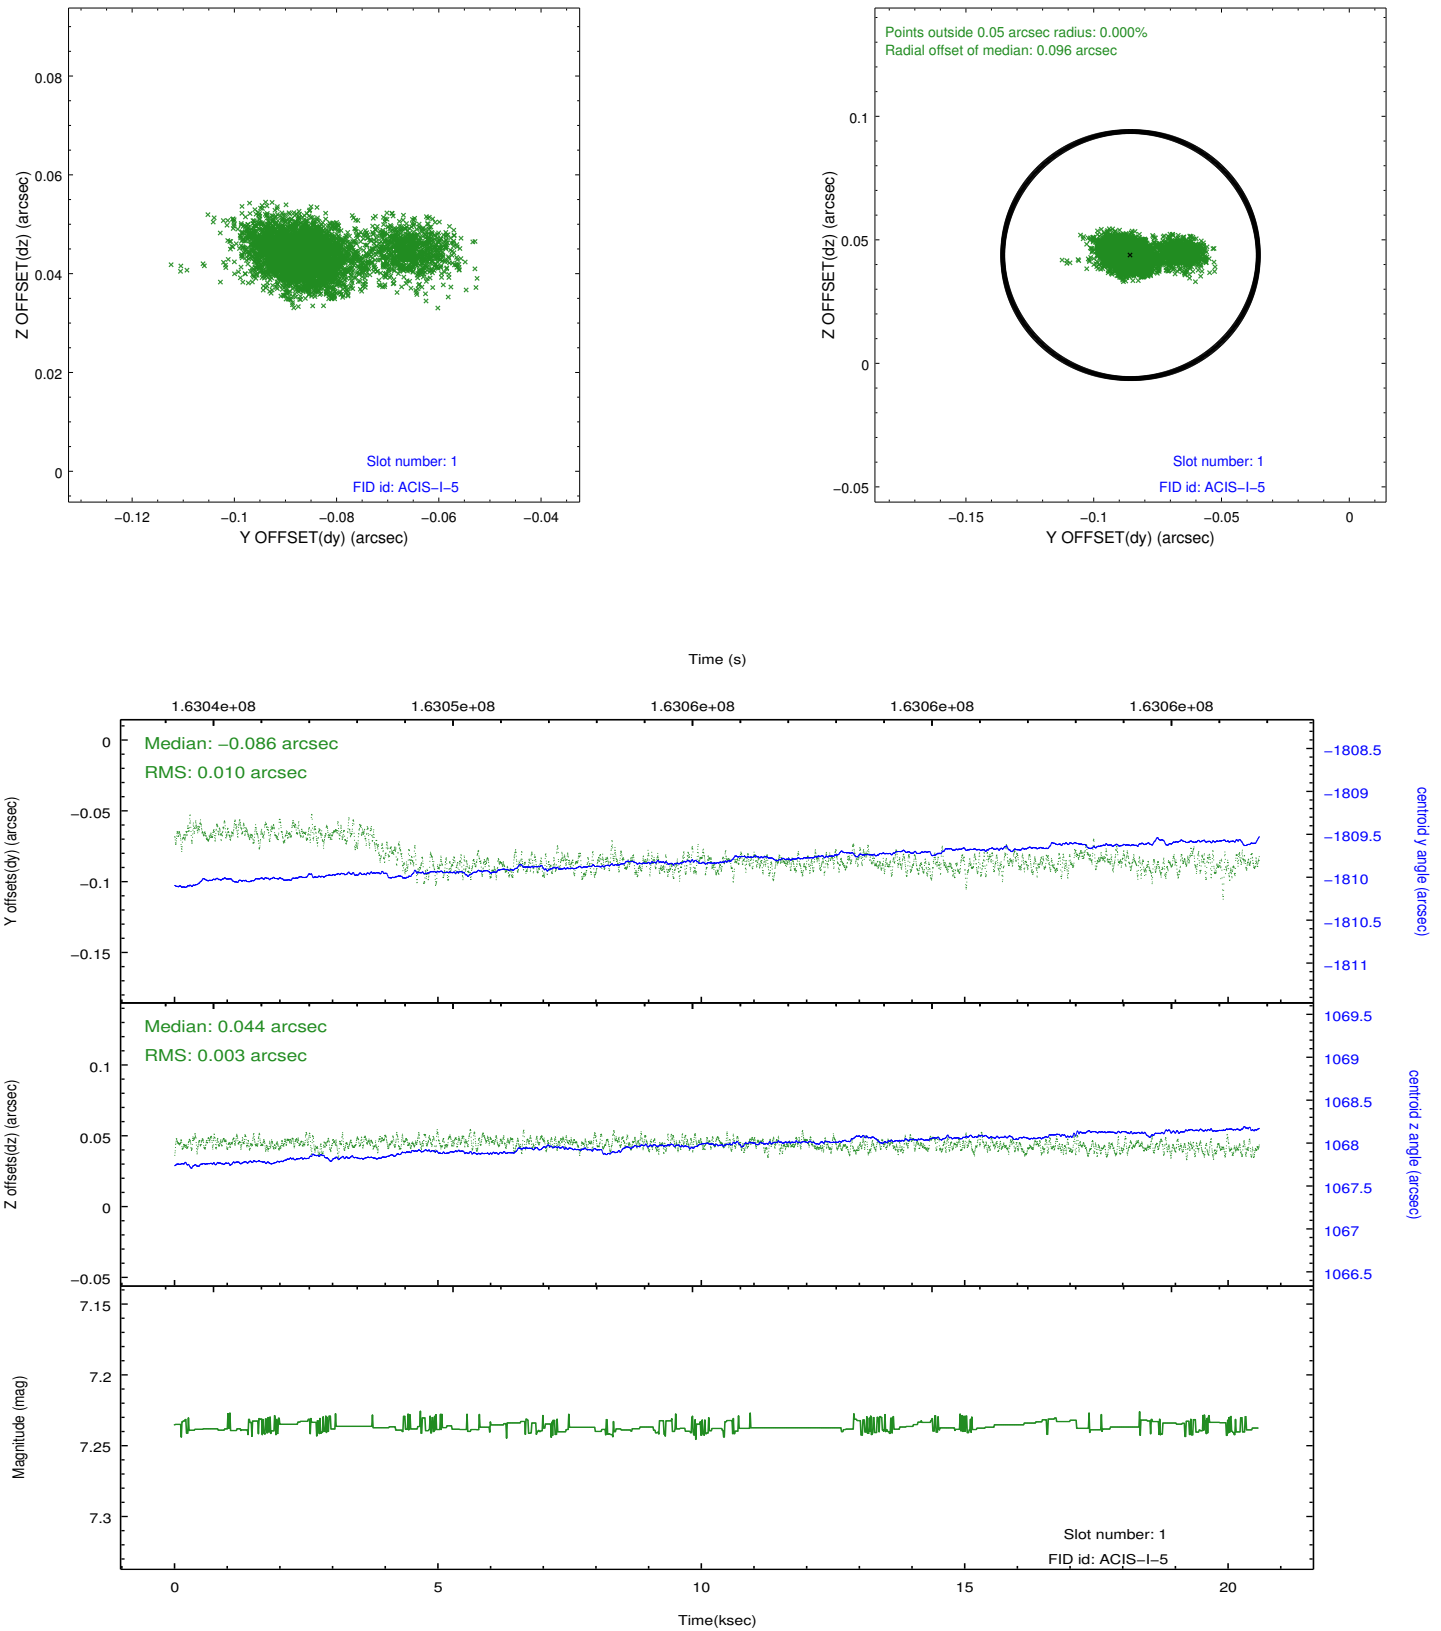 0.08
0.06
0.04
0.02
0
Z OFFSET(dz) (arcsec)
Slot number: 1
FID id: ACIS−I−5
−0.12
−0.1
−0.08
−0.06
−0.04
Y OFFSET(dy) (arcsec)
Points outside 0.05 arcsec radius: 0.000%
Radial offset of median: 0.096 arcsec
0.1
0.05
0
−0.05
Z OFFSET(dz) (arcsec)
Slot number: 1
FID id: ACIS−I−5
−0.15
−0.1
−0.05
0
Y OFFSET(dy) (arcsec)
Time (s)
1.6304e+08
1.6305e+08
1.6306e+08
1.6306e+08
1.6306e+08
Median: −0.086 arcsec
RMS: 0.010 arcsec
0
−0.05
−0.1
−0.15
Y offsets(dy) (arcsec)
−1808.5
−1809
−1809.5
−1810
−1810.5
−1811
centroid y angle (arcsec)
Median: 0.044 arcsec
RMS: 0.003 arcsec
0.1
0.05
0
−0.05
Z offsets(dz) (arcsec)
1069.5
1069
1068.5
1068
1067.5
1067
1066.5
centroid z angle (arcsec)
7.15
7.2
7.25
7.3
Magnitude (mag)
Slot number: 1
FID id: ACIS−I−5
0
5
10
15
20
Time(ksec)